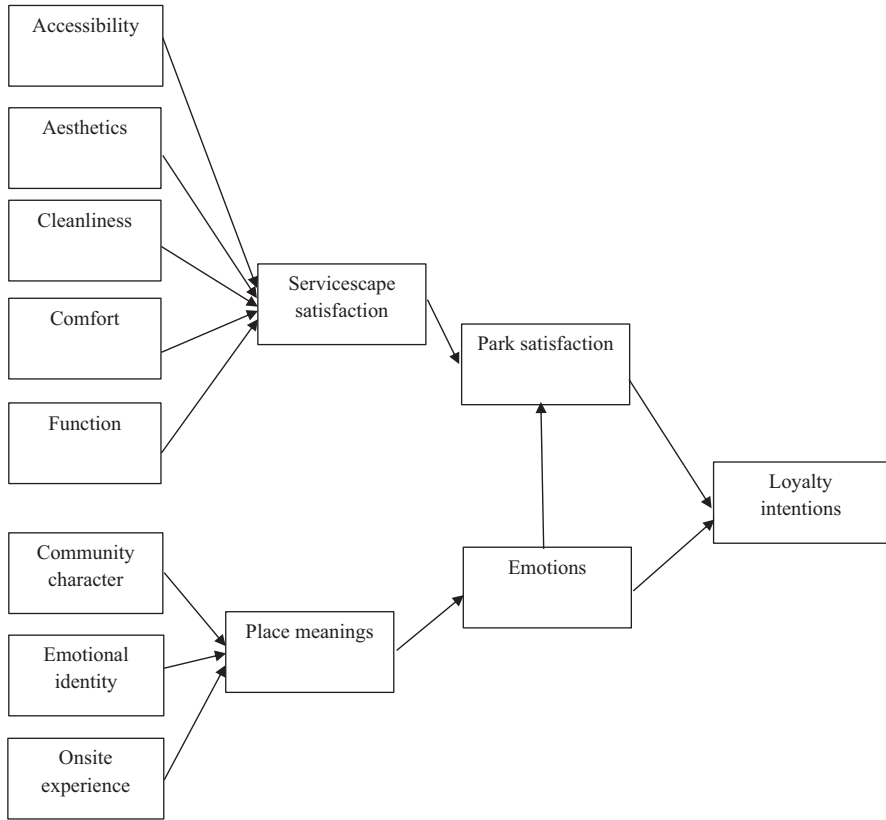 Accessibility
Aesthetics
Cleanliness
Comfort
Function
Servicescape
satisfaction
Park satisfaction
Loyalty
intentions
Community
character
Emotional
identity
Onsite
experience
Place meanings
Emotions